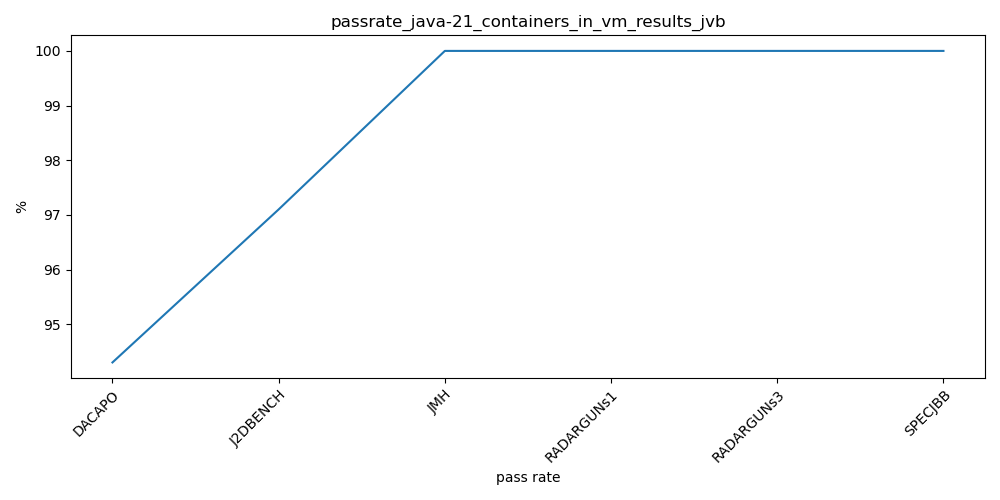 passrate_java-21_containers_in_vm_results_jvb
100
99
98
97
96
95
%
DACAPO
J2DBENCH
JMH
RADARGUNs1
RADARGUNs3
SPECJBB
pass rate